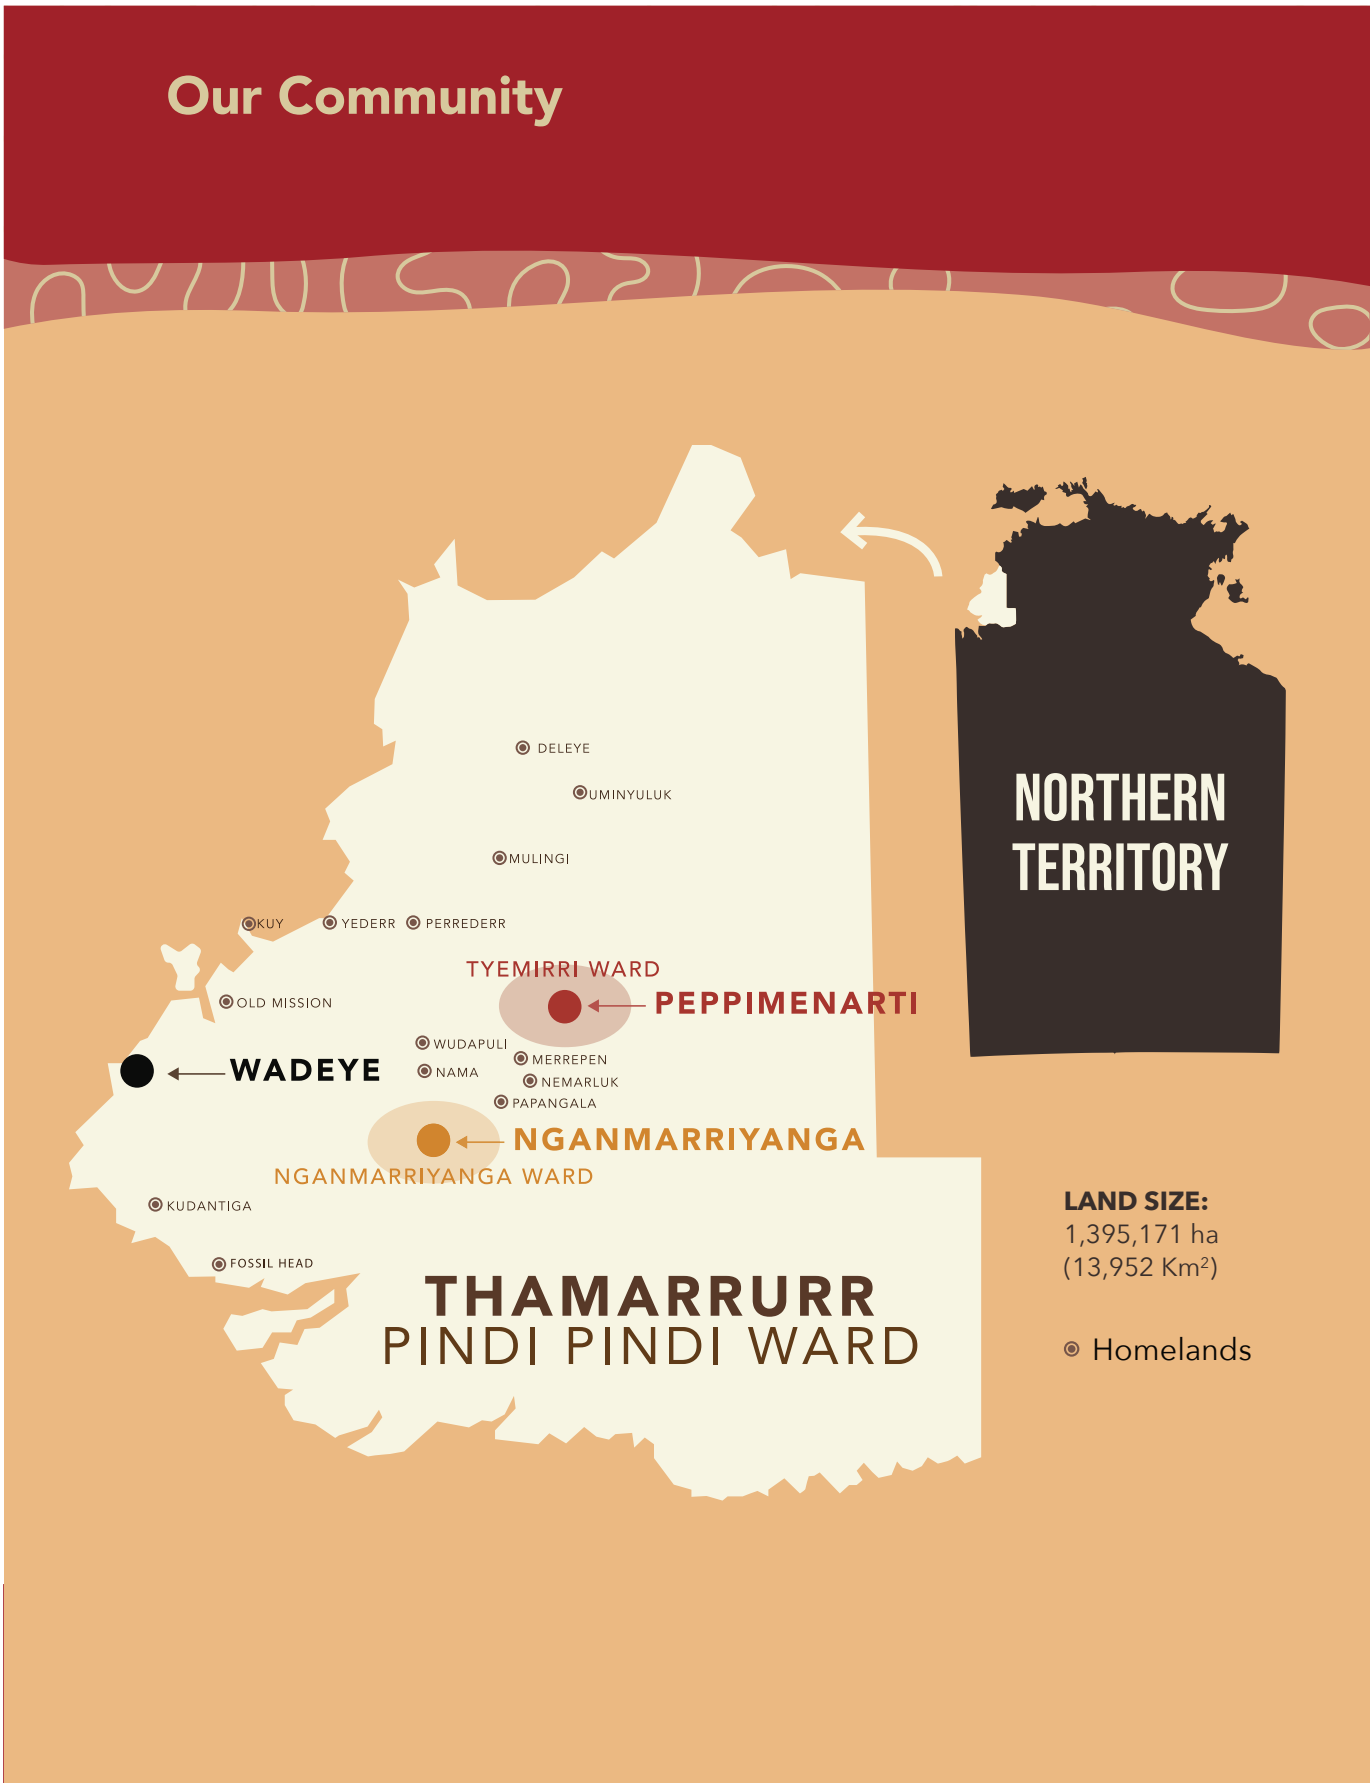 Our Community
NORTHERN
TERRITORY
DELEYE
UMINYULUK
MULINGI
KUY
YEDERR
PERREDERR
TYEMIRRI WARD
PEPPIMENARTI
OLD MISSION
WUDAPULI
MERREPEN
WADEYE
NAMA
NEMARLUK
PAPANGALA
NGANMARRIYANGA
NGANMARRIYANGA WARD
KUDANTIGA
FOSSIL HEAD
THAMARRURR
PINDI PINDI WARD
LAND SIZE:
1,395,171 ha
(13,952 Km²)
Homelands